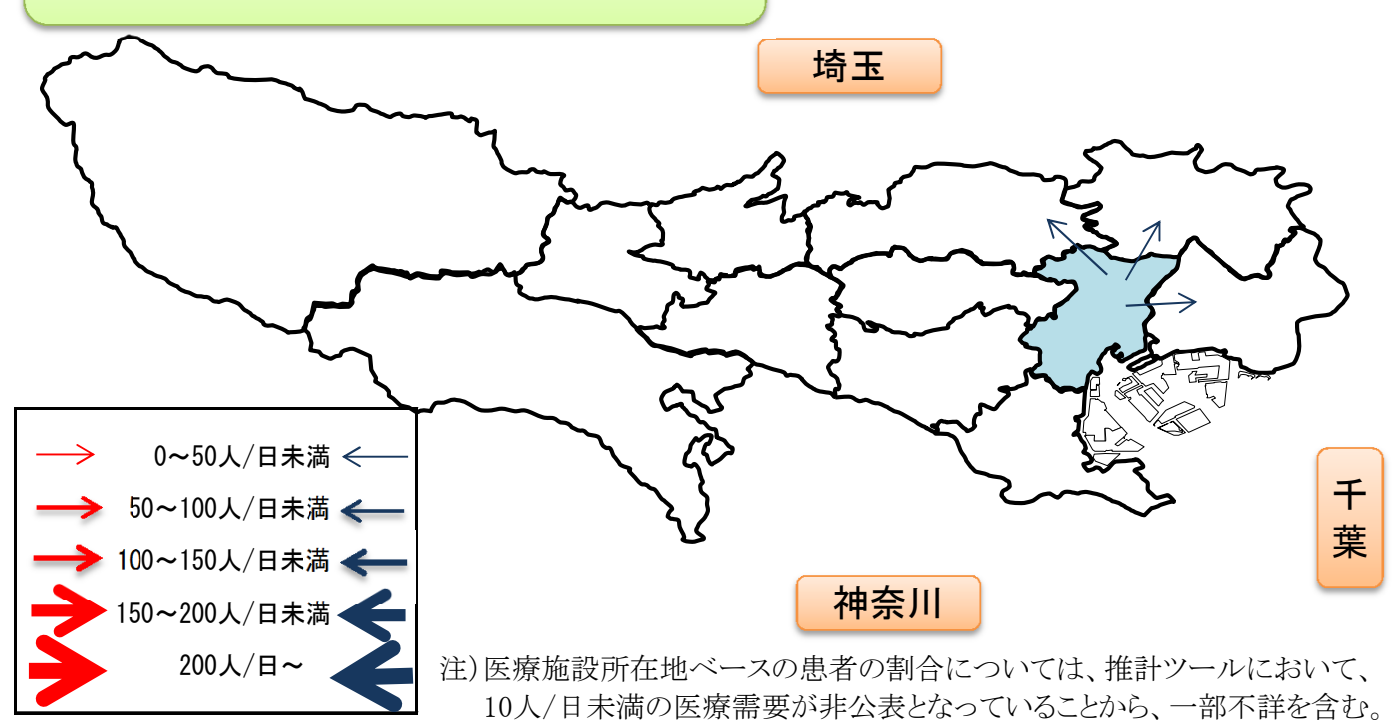 埼玉
千葉
神奈川
0～50人/日未満
50～100人/日未満
100～150人/日未満
150～200人/日未満
200人/日～
注）医療施設所在地ベースの患者の割合については、推計ツールにおいて、
10人/日未満の医療需要が非公表となっていることから、一部不詳を含む。